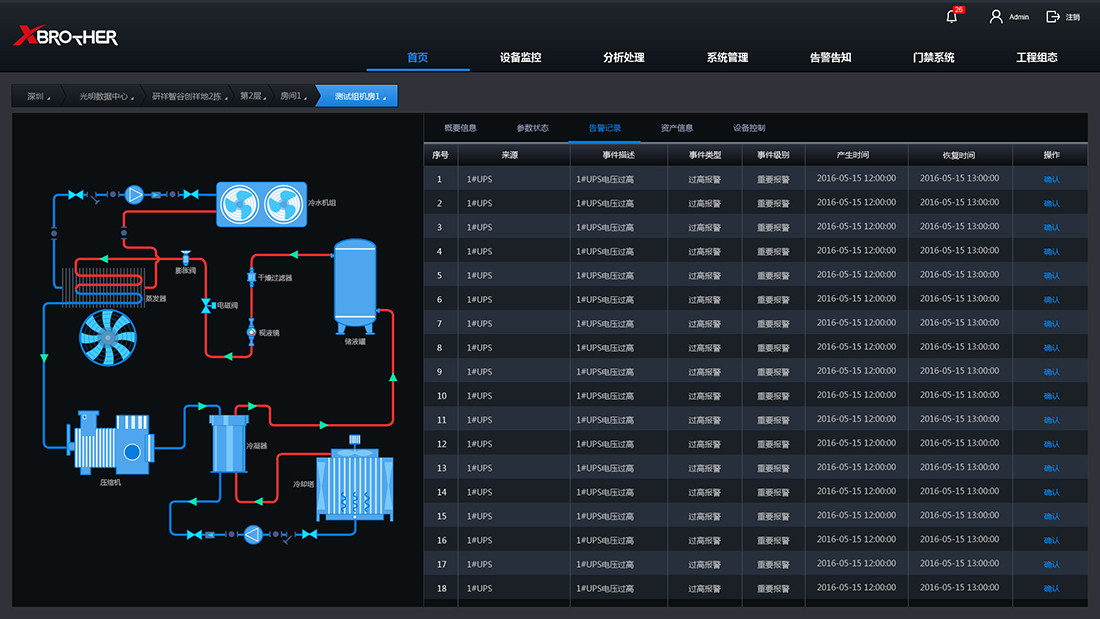 26
Admin
注销
XBROTHER
首页 设备监控 分析处理 系统管理 告警告知 门禁系统 工程组态
深圳 光明数据中心 研祥智谷创祥地2栋 第2层 房间1 测试组机房1
概要信息 参数状态 告警记录 资产信息 设备控制
冷水机组
膨胀阀
干燥过滤器
蒸发器
电磁阀
视液镜
储液罐
冷凝器
冷却塔
压缩机
序号 来源 事件描述 事件类型 事件级别 产生时间 恢复时间 操作
1 1#UPS 1#UPS电压过高 过高报警 重要报警 2016-05-15 12:00:00 2016-05-15 13:00:00 确认
2 1#UPS 1#UPS电压过高 过高报警 重要报警 2016-05-15 12:00:00 2016-05-15 13:00:00 确认
3 1#UPS 1#UPS电压过高 过高报警 重要报警 2016-05-15 12:00:00 2016-05-15 13:00:00 确认
4 1#UPS 1#UPS电压过高 过高报警 重要报警 2016-05-15 12:00:00 2016-05-15 13:00:00 确认
5 1#UPS 1#UPS电压过高 过高报警 重要报警 2016-05-15 12:00:00 2016-05-15 13:00:00 确认
6 1#UPS 1#UPS电压过高 过高报警 重要报警 2016-05-15 12:00:00 2016-05-15 13:00:00 确认
7 1#UPS 1#UPS电压过高 过高报警 重要报警 2016-05-15 12:00:00 2016-05-15 13:00:00 确认
8 1#UPS 1#UPS电压过高 过高报警 重要报警 2016-05-15 12:00:00 2016-05-15 13:00:00 确认
9 1#UPS 1#UPS电压过高 过高报警 重要报警 2016-05-15 12:00:00 2016-05-15 13:00:00 确认
10 1#UPS 1#UPS电压过高 过高报警 重要报警 2016-05-15 12:00:00 2016-05-15 13:00:00 确认
11 1#UPS 1#UPS电压过高 过高报警 重要报警 2016-05-15 12:00:00 2016-05-15 13:00:00 确认
12 1#UPS 1#UPS电压过高 过高报警 重要报警 2016-05-15 12:00:00 2016-05-15 13:00:00 确认
13 1#UPS 1#UPS电压过高 过高报警 重要报警 2016-05-15 12:00:00 2016-05-15 13:00:00 确认
14 1#UPS 1#UPS电压过高 过高报警 重要报警 2016-05-15 12:00:00 2016-05-15 13:00:00 确认
15 1#UPS 1#UPS电压过高 过高报警 重要报警 2016-05-15 12:00:00 2016-05-15 13:00:00 确认
16 1#UPS 1#UPS电压过高 过高报警 重要报警 2016-05-15 12:00:00 2016-05-15 13:00:00 确认
17 1#UPS 1#UPS电压过高 过高报警 重要报警 2016-05-15 12:00:00 2016-05-15 13:00:00 确认
18 1#UPS 1#UPS电压过高 过高报警 重要报警 2016-05-15 12:00:00 2016-05-15 13:00:00 确认